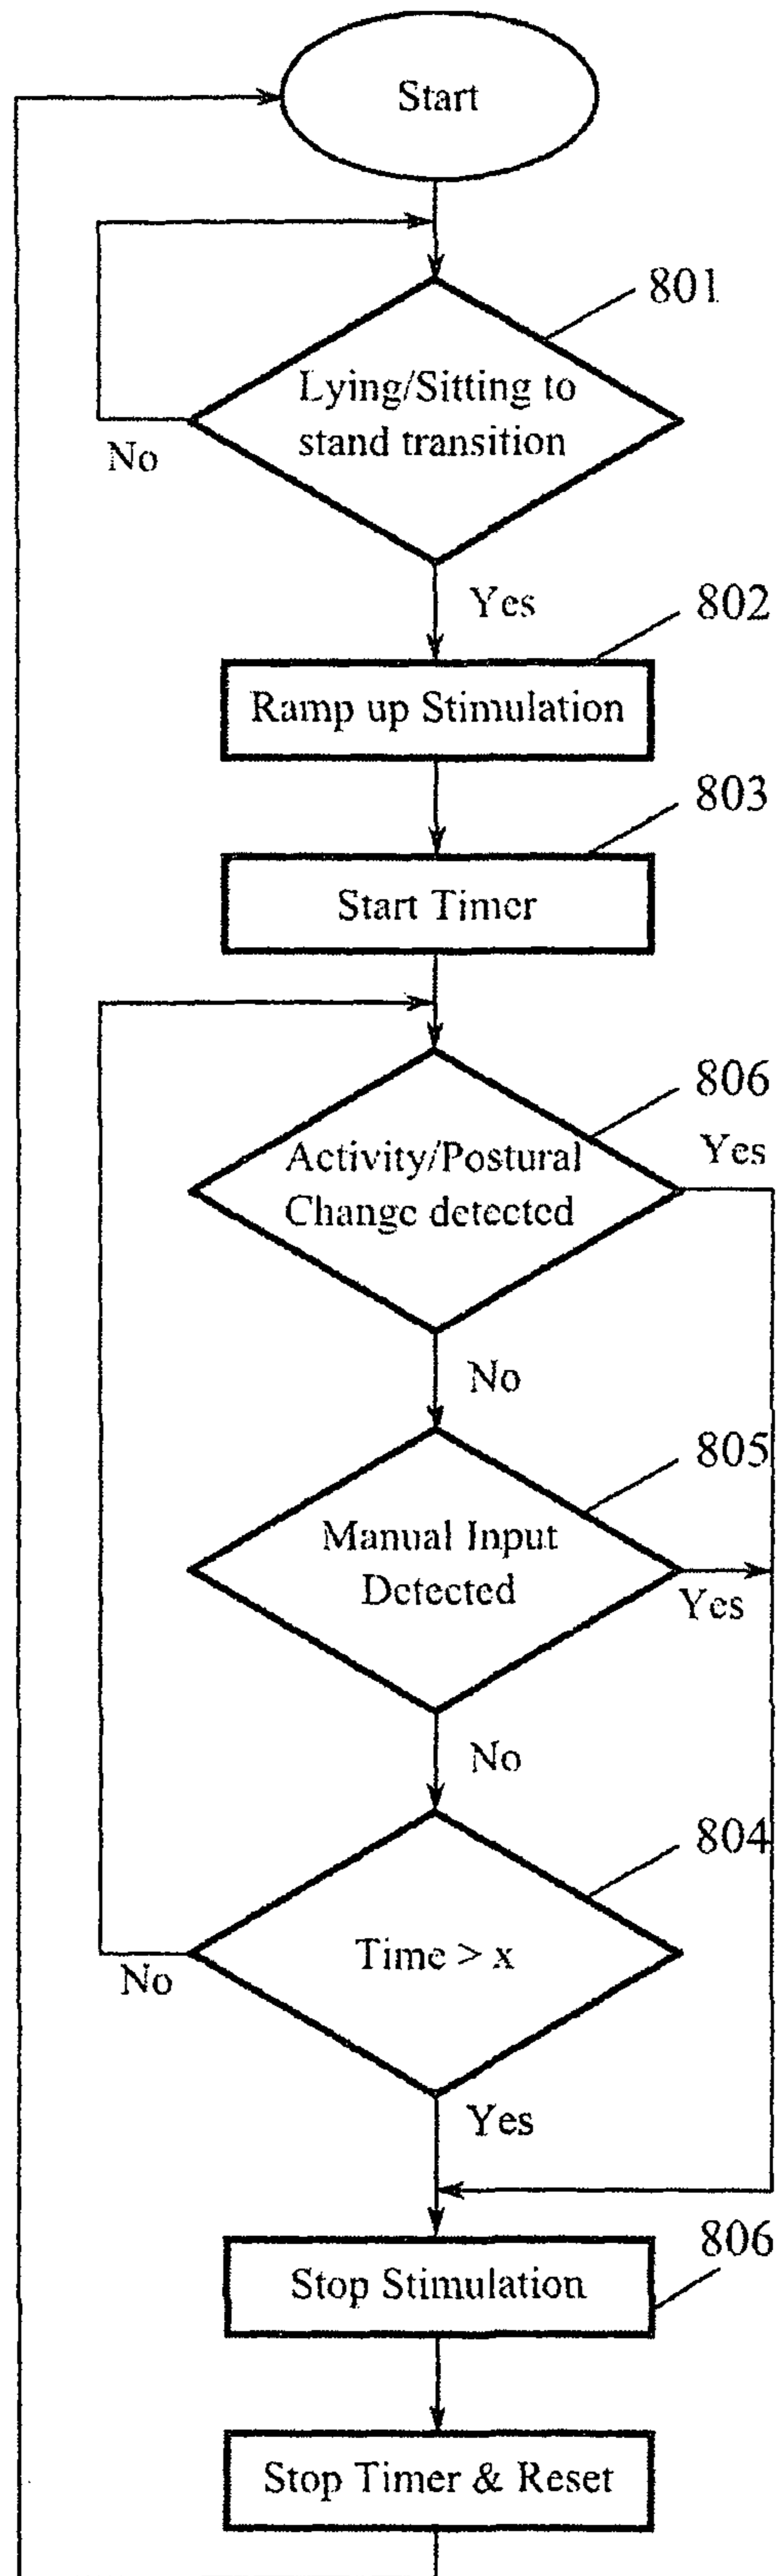 Start
801
Lying/Sitting to
stand transition
No
Yes
802
Ramp up Stimulation
803
Start Timer
806
Activity/Postural
Change detected
Yes
No
805
Manual Input
Detected
Yes
No
804
Time > x
No
Yes
806
Stop Stimulation
Stop Timer & Reset